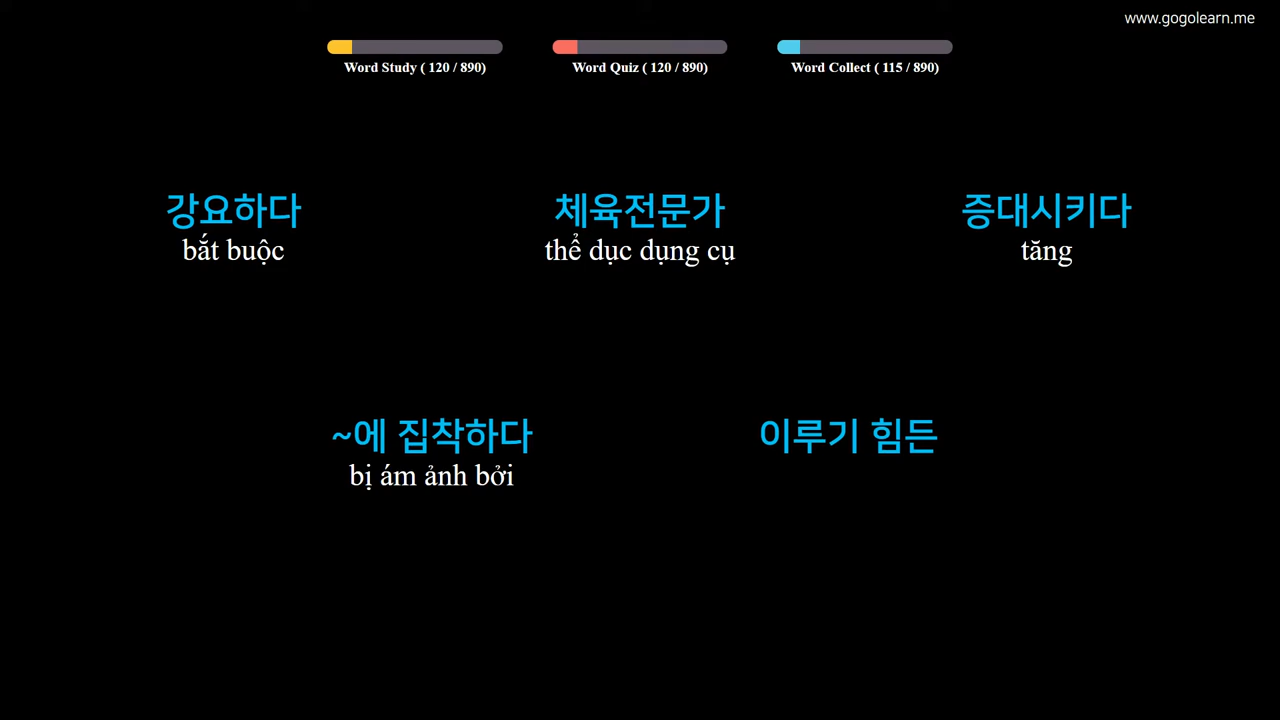 www.gogolearn.me
Word Study ( 120 / 890)
Word Quiz ( 120 / 890)
Word Collect ( 115 / 890)
강요하다
bắt buộc
체육전문가
thể dục dụng cụ
증대시키다
tăng
~에 집착하다
bị ám ảnh bởi
이루기 힘든